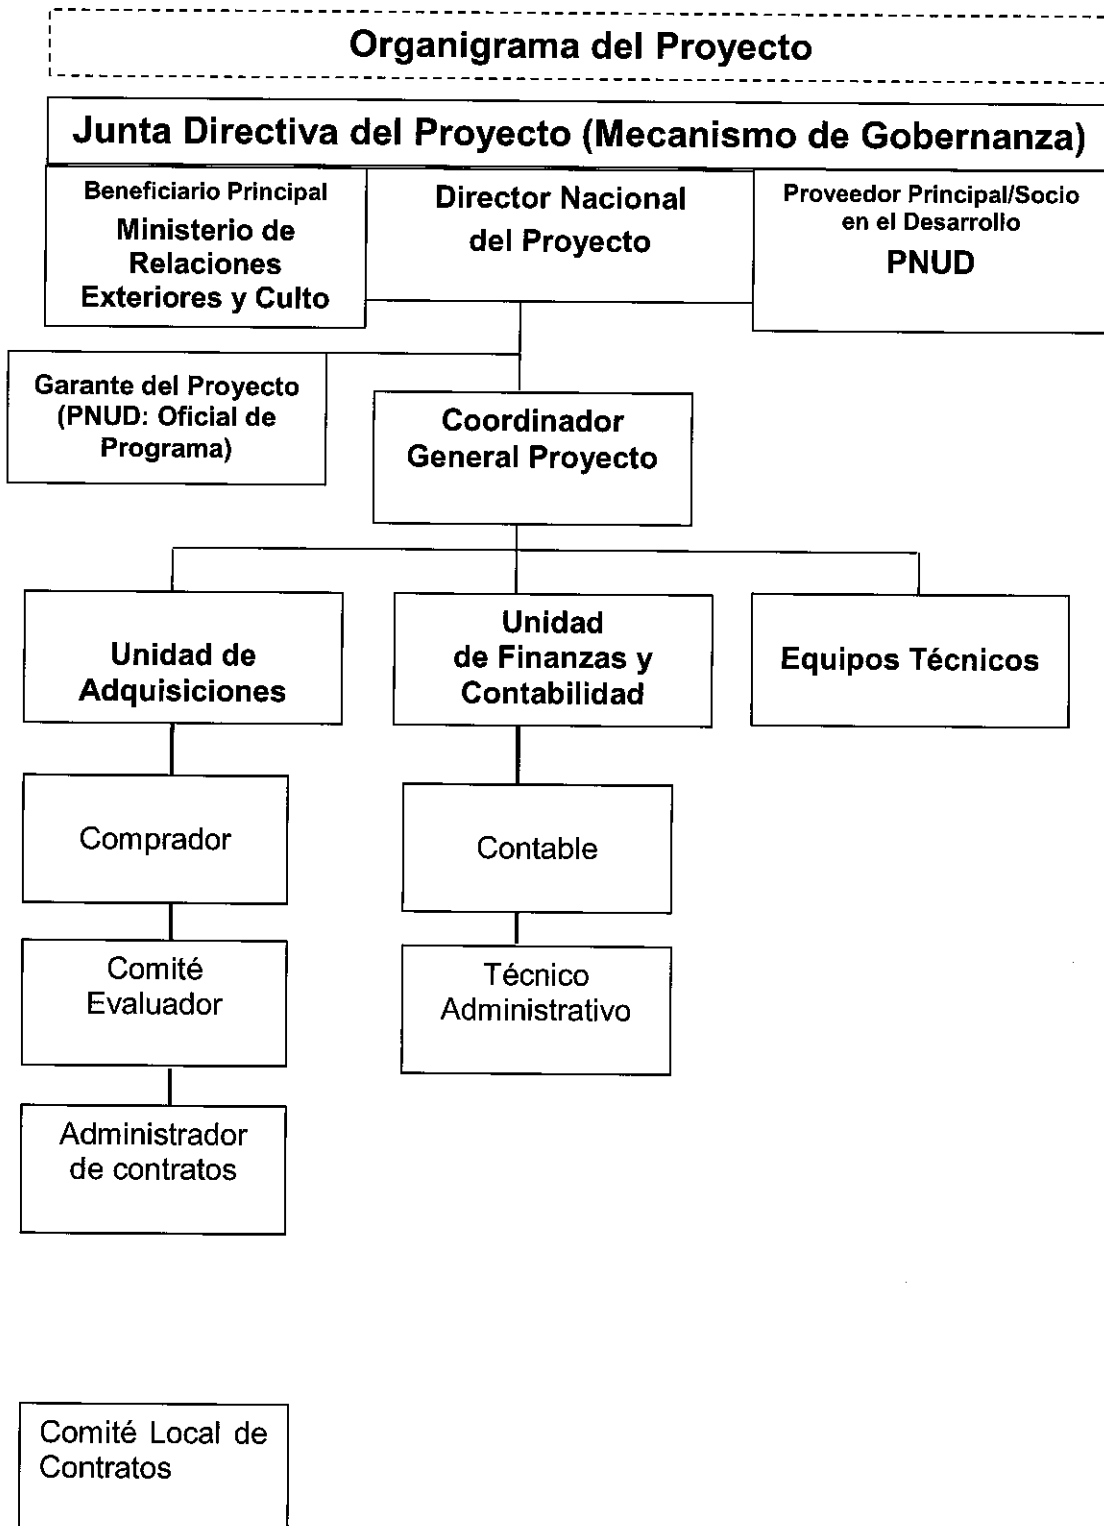 Organigrama del Proyecto
Junta Directiva del Proyecto (Mecanismo de Gobernanza)
Beneficiario Principal
Ministerio de
Relaciones
Exteriores y Culto
Director Nacional
del Proyecto
Proveedor Principal/Socio
en el Desarrollo
PNUD
Garante del Proyecto
(PNUD: Oficial de
Programa)
Coordinador
General Proyecto
Unidad de
Adquisiciones
Unidad
de Finanzas y
Contabilidad
Equipos Técnicos
Comprador
Contable
Comité
Evaluador
Técnico
Administrativo
Administrador
de contratos
Comité Local de
Contratos